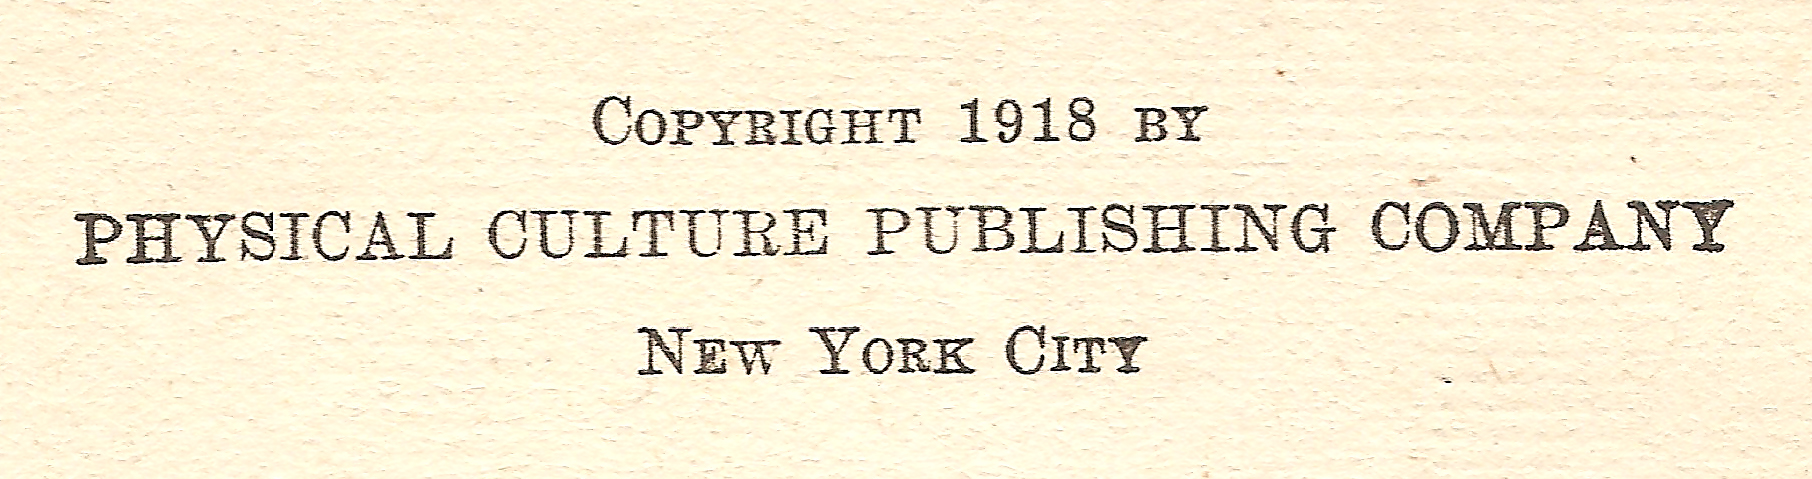 Copyright 1918 by
PHYSICAL CULTURE PUBLISHING COMPANY
New York City